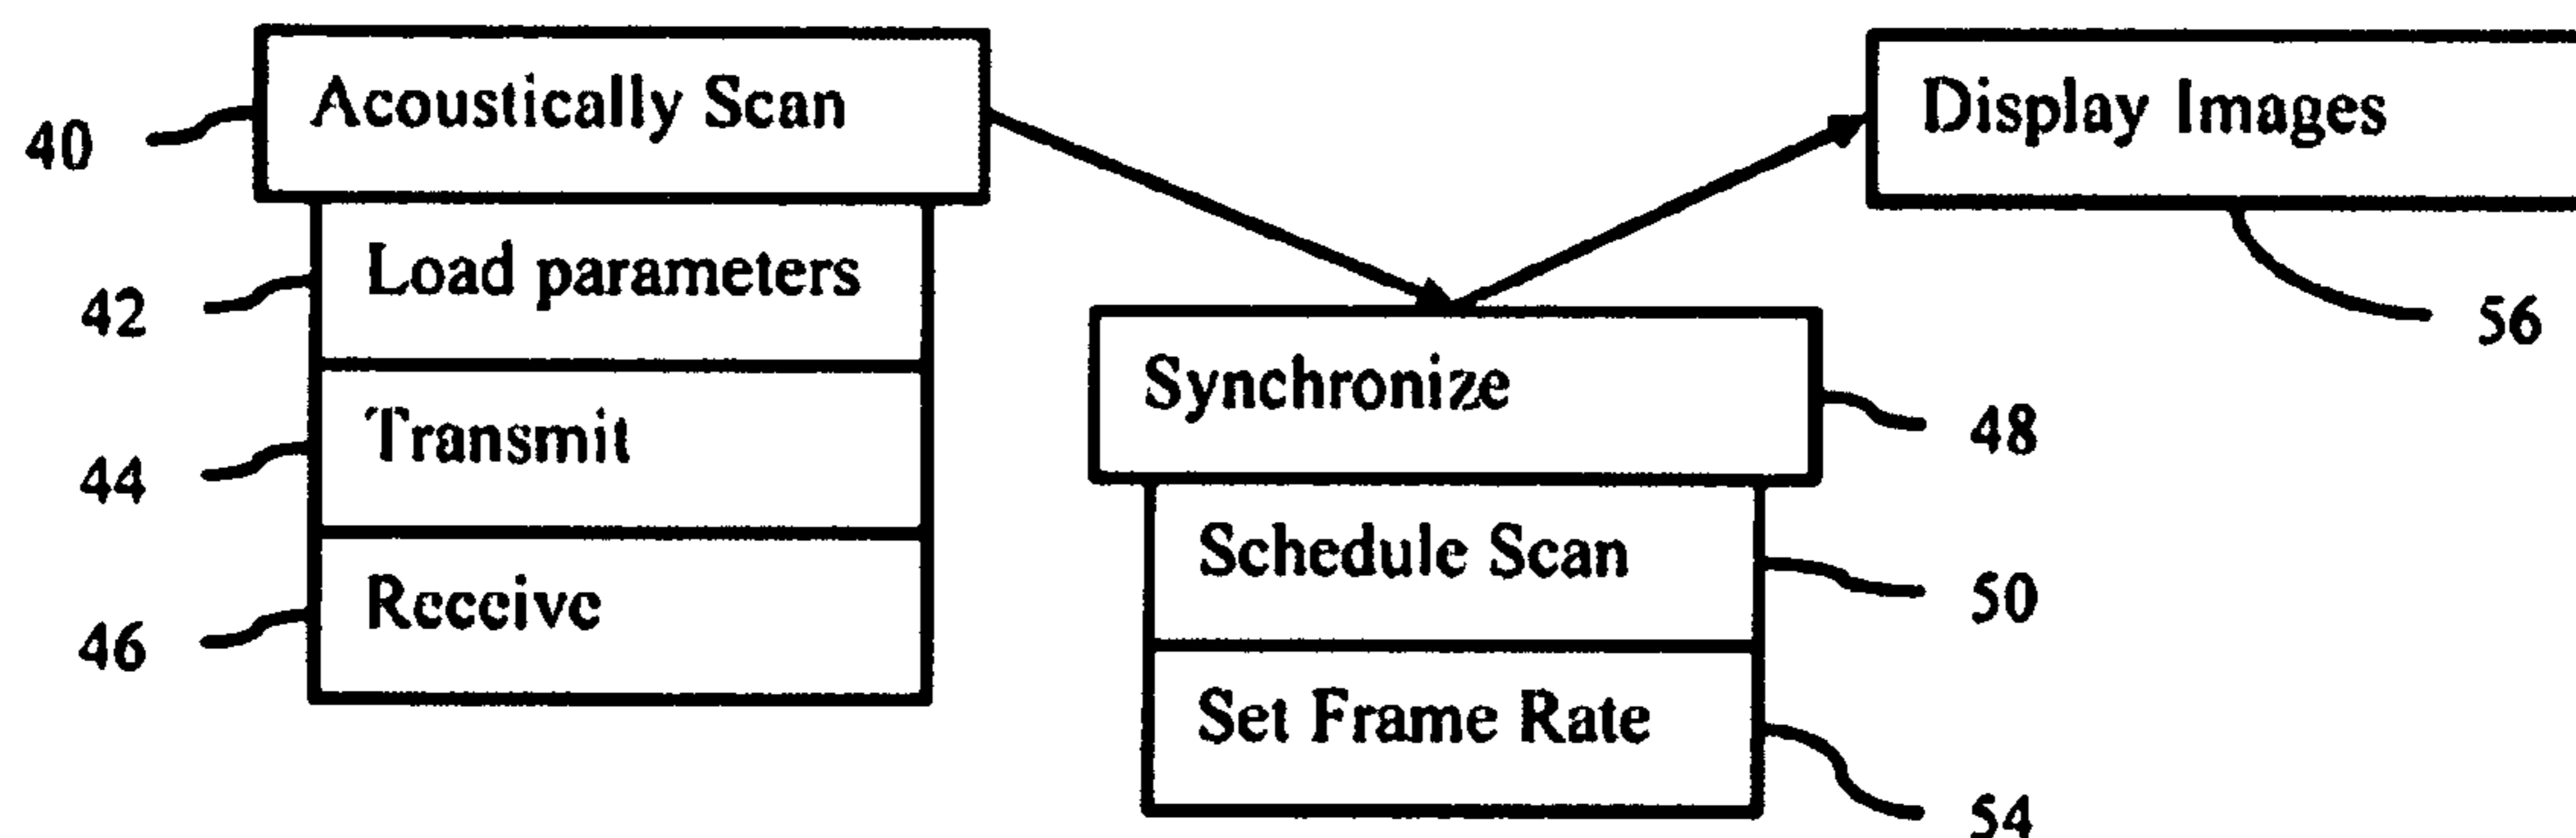 Acoustically Scan
40
Load parameters
42
Transmit
44
Receive
46
Synchronize
48
Schedule Scan
50
Set Frame Rate
54
Display Images
56